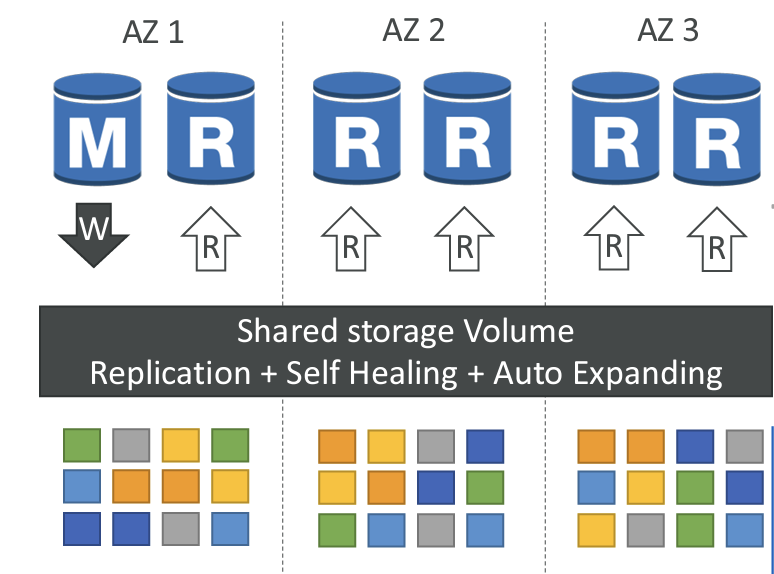 AZ 1
AZ 2
AZ 3
M
R
R
R
R
R
W
R
R
R
R
R
Shared storage Volume
Replication + Self Healing + Auto Expanding